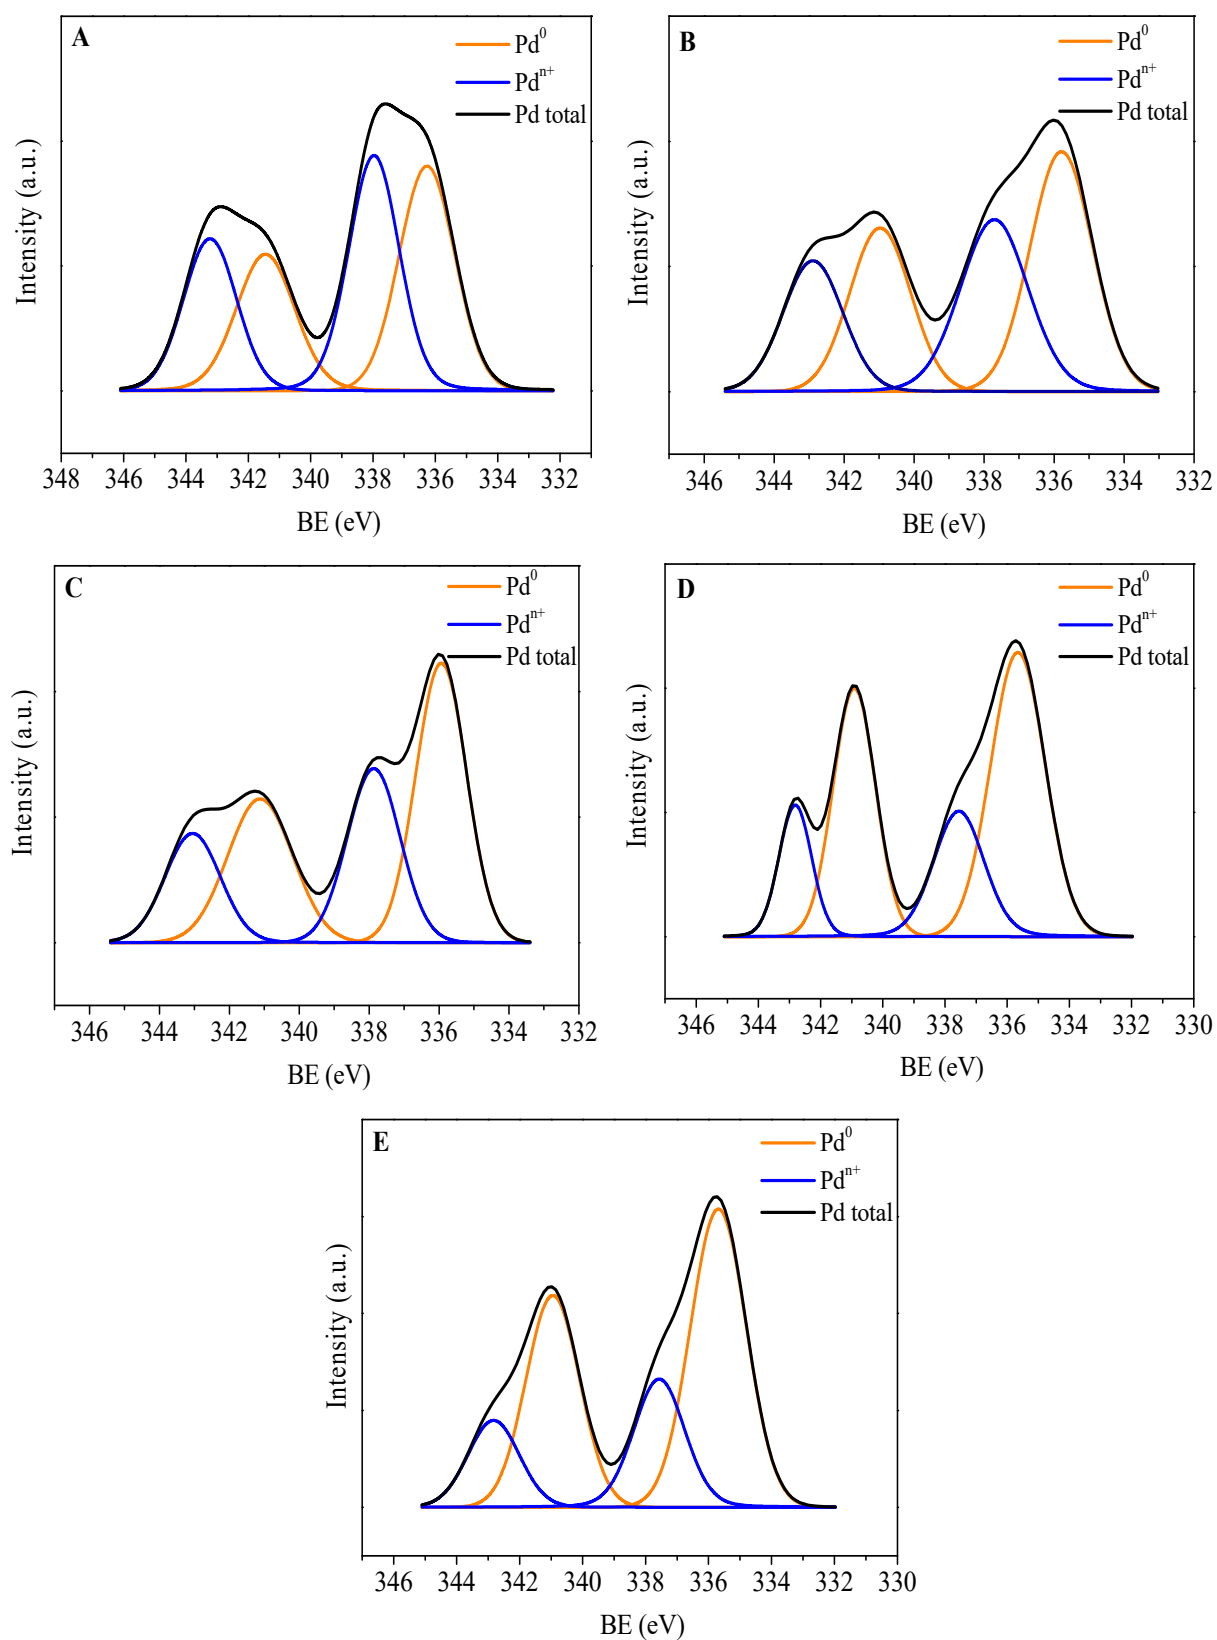 A
Pd⁰
Pdⁿ⁺
Pd total
Intensity (a.u.)
348 346 344 342 340 338 336 334 332
BE (eV)
B
Pd⁰
Pdⁿ⁺
Pd total
Intensity (a.u.)
346 344 342 340 338 336 334 332
BE (eV)
C
Pd⁰
Pdⁿ⁺
Pd total
Intensity (a.u.)
346 344 342 340 338 336 334 332
BE (eV)
D
Pd⁰
Pdⁿ⁺
Pd total
Intensity (a.u.)
346 344 342 340 338 336 334 332 330
BE (eV)
E
Pd⁰
Pdⁿ⁺
Pd total
Intensity (a.u.)
346 344 342 340 338 336 334 332 330
BE (eV)